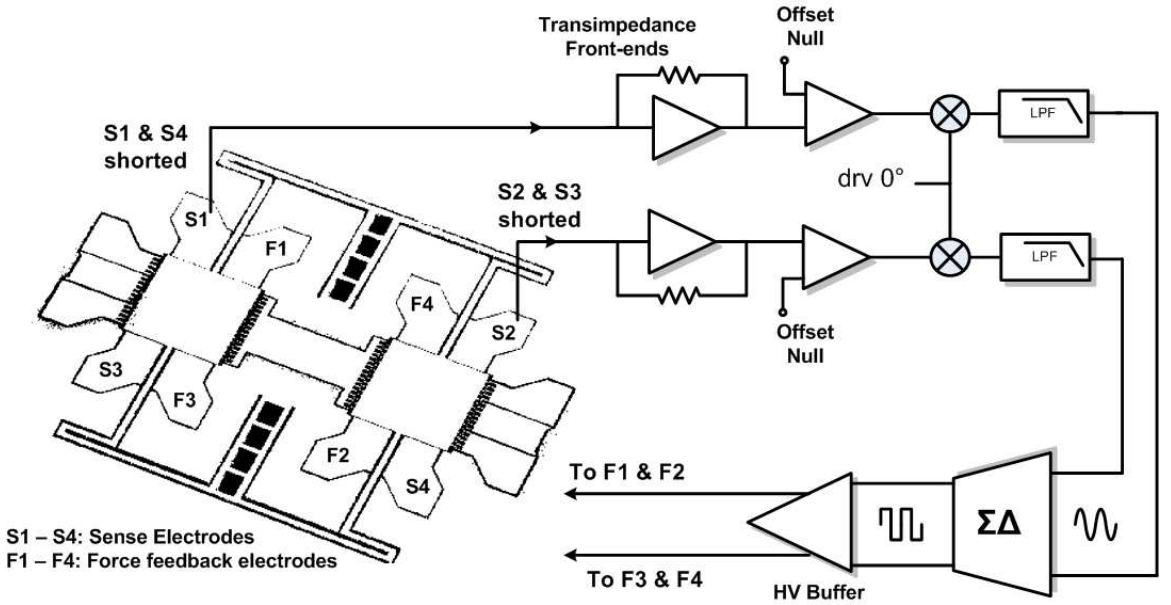 Transimpedance
Front-ends
Offset
Null
S1 & S4
shorted
LPF
drv 0°
S2 & S3
shorted
LPF
Offset
Null
S1
F1
F4
S2
S3
F3
F2
S4
To F1 & F2
ΣΔ
To F3 & F4
HV Buffer
S1 – S4: Sense Electrodes
F1 – F4: Force feedback electrodes